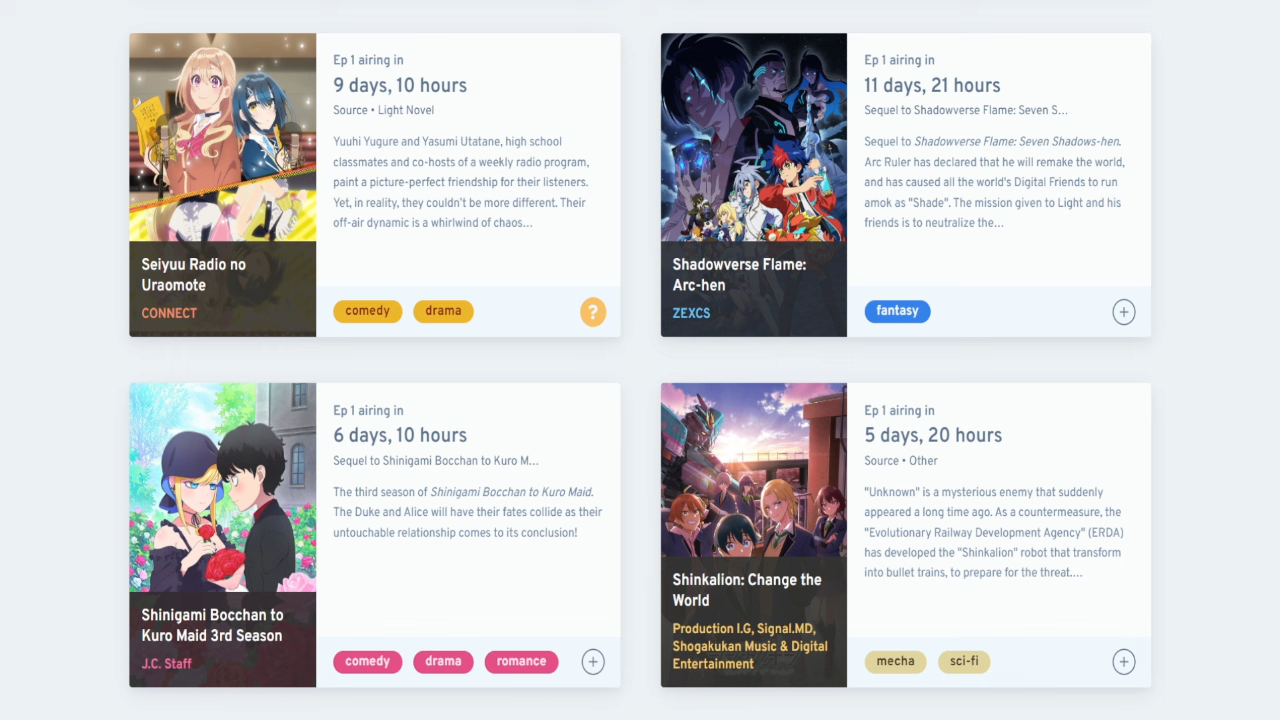 Ep 1 airing in
9 days, 10 hours
Source • Light Novel
Yuuhi Yugure and Yasumi Utatane, high school
classmates and co-hosts of a weekly radio program,
paint a picture-perfect friendship for their listeners.
Yet, in reality, they couldn't be more different. Their
off-air dynamic is a whirlwind of chaos...
Seiyuu Radio no
Uraomote
CONNECT
comedy
drama
?
Ep 1 airing in
11 days, 21 hours
Sequel to Shadowverse Flame: Seven S...
Sequel to Shadowverse Flame: Seven Shadows-hen.
Arc Ruler has declared that he will remake the world,
and has caused all the world's Digital Friends to run
amok as "Shade". The mission given to Light and his
friends is to neutralize the...
Shadowverse Flame:
Arc-hen
ZEXCS
fantasy
Ep 1 airing in
6 days, 10 hours
Sequel to Shinigami Bocchan to Kuro M...
The third season of Shinigami Bocchan to Kuro Maid.
The Duke and Alice will have their fates collide as their
untouchable relationship comes to its conclusion!
Shinigami Bocchan to
Kuro Maid 3rd Season
J.C. Staff
comedy
drama
romance
Ep 1 airing in
5 days, 20 hours
Source • Other
"Unknown" is a mysterious enemy that suddenly
appeared a long time ago. As a countermeasure, the
"Evolutionary Railway Development Agency" (ERDA)
has developed the "Shinkalion" robot that transform
into bullet trains, to prepare for the threat....
Shinkalion: Change the
World
Production I.G, Signal.MD,
Shogakukan Music & Digital
Entertainment
mecha
sci-fi